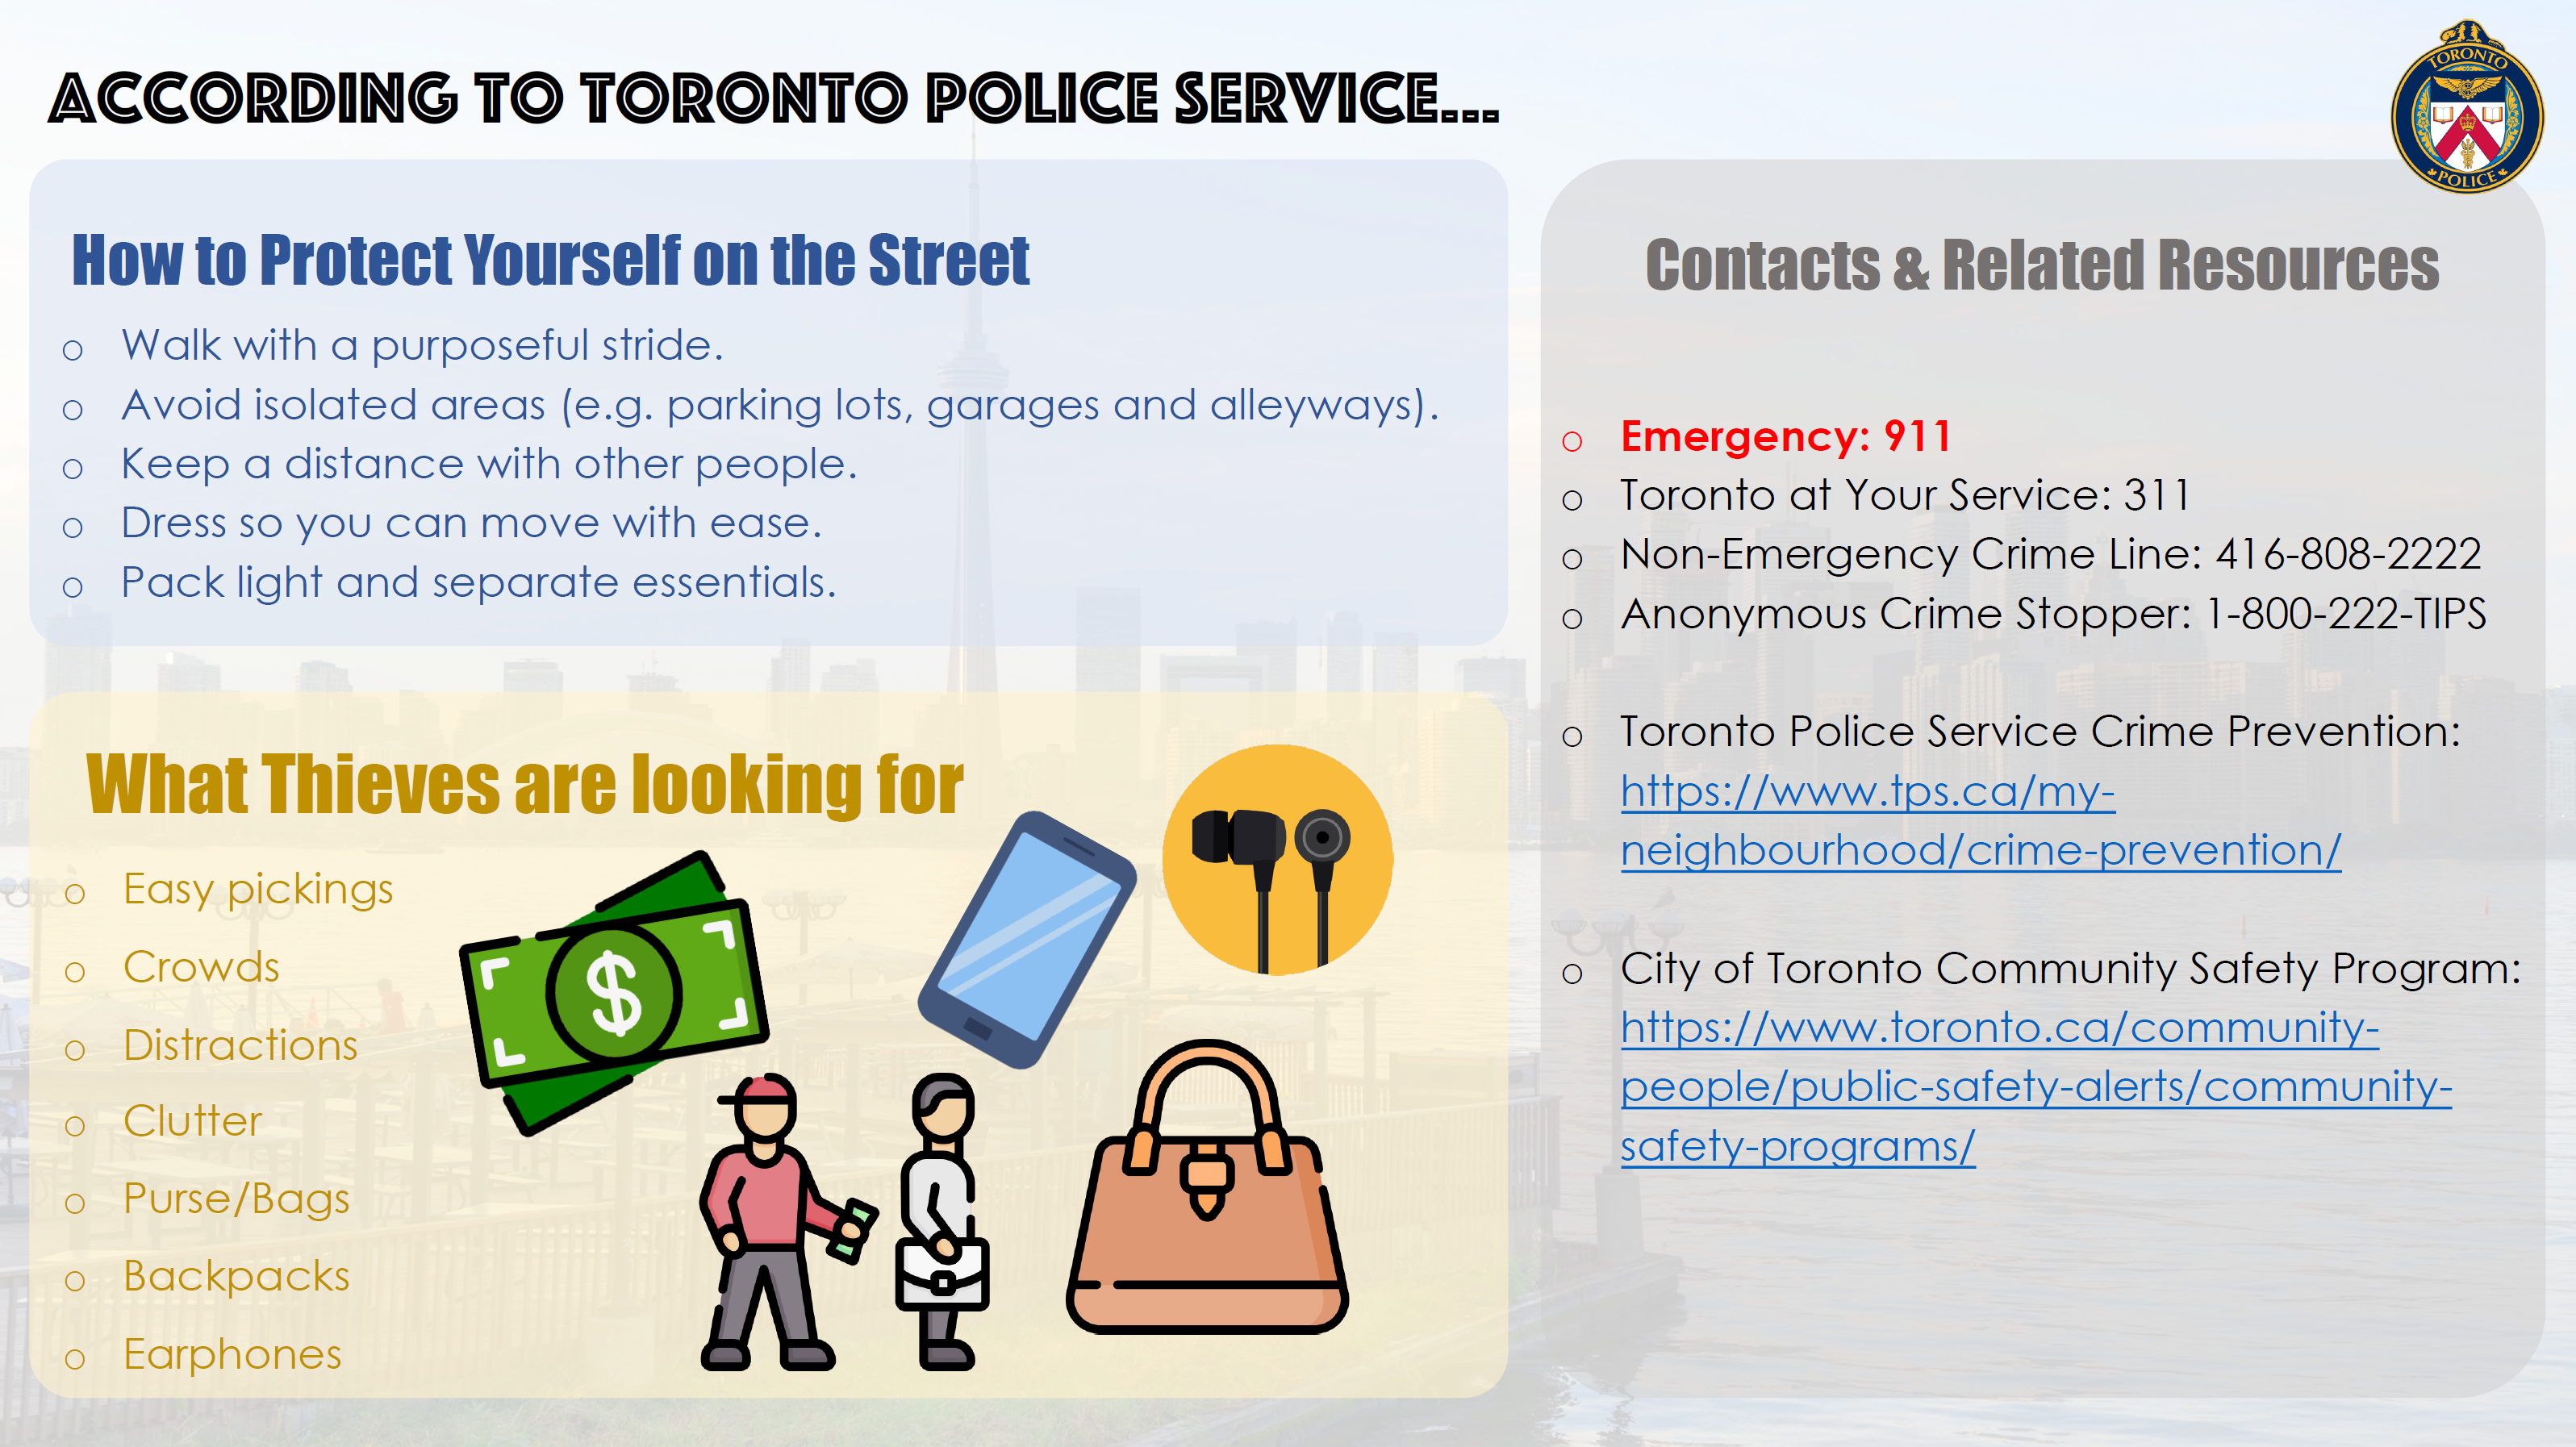 ACCORDING TO TORONTO POLICE SERVICE...
TORONTO
POLICE
How to Protect Yourself on the Street
o Walk with a purposeful stride.
o Avoid isolated areas (e.g. parking lots, garages and alleyways).
o Keep a distance with other people.
o Dress so you can move with ease.
o Pack light and separate essentials.
What Thieves are looking for
o Easy pickings
o Crowds
o Distractions
o Clutter
o Purse/Bags
o Backpacks
o Earphones
$
Contacts & Related Resources
o Emergency: 911
o Toronto at Your Service: 311
o Non-Emergency Crime Line: 416-808-2222
o Anonymous Crime Stopper: 1-800-222-TIPS
o Toronto Police Service Crime Prevention:
https://www.tps.ca/my-
neighbourhood/crime-prevention/
o City of Toronto Community Safety Program:
https://www.toronto.ca/community-
people/public-safety-alerts/community-
safety-programs/